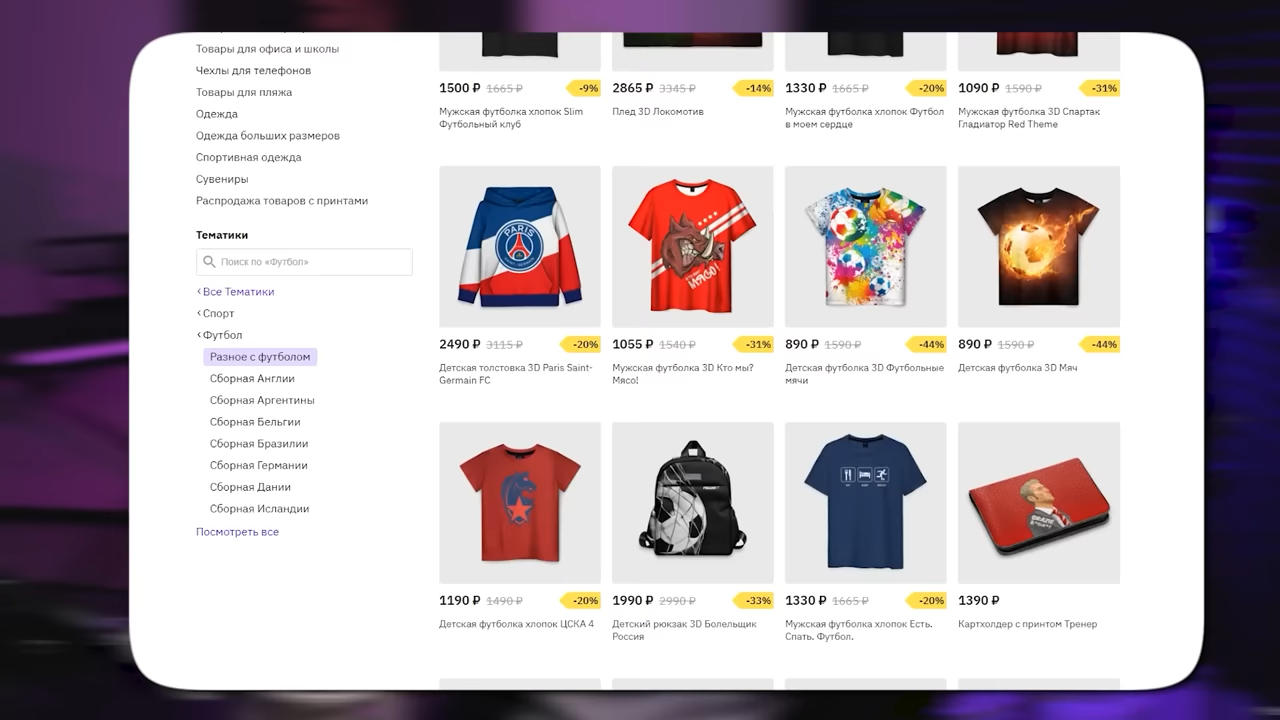 Товары для офиса и школы
Чехлы для телефонов
Товары для пляжа
Одежда
Одежда больших размеров
Спортивная одежда
Сувениры
Распродажа товаров с принтами
Тематики
Поиск по «Футбол»
Все Тематики
Спорт
Футбол
Разное с футболом
Сборная Англии
Сборная Аргентины
Сборная Бельгии
Сборная Бразилии
Сборная Германии
Сборная Дании
Сборная Исландии
Посмотреть все
1500 ₽ 1665 ₽ -9%
Мужская футболка хлопок Slim
Футбольный клуб
2865 ₽ 3345 ₽ -14%
Плед 3D Локомотив
1330 ₽ 1665 ₽ -20%
Мужская футболка хлопок Футбол
в моем сердце
1090 ₽ 1590 ₽ -31%
Мужская футболка 3D Спартак
Гладиатор Red Theme
PARIS
2490 ₽ 3115 ₽ -20%
Детская толстовка 3D Paris Saint-
Germain FC
МЯСО!
1055 ₽ 1540 ₽ -31%
Мужская футболка 3D Кто мы?
Мясо!
890 ₽ 1590 ₽ -44%
Детская футболка 3D Футбольные
мячи
890 ₽ 1590 ₽ -44%
Детская футболка 3D Мяч
1190 ₽ 1490 ₽ -20%
Детская футболка хлопок ЦСКА 4
1990 ₽ 2990 ₽ -33%
Детский рюкзак 3D Болельщик
Россия
1330 ₽ 1665 ₽ -20%
Мужская футболка хлопок Есть.
Спать. Футбол.
1390 ₽
Картхолдер с принтом Тренер